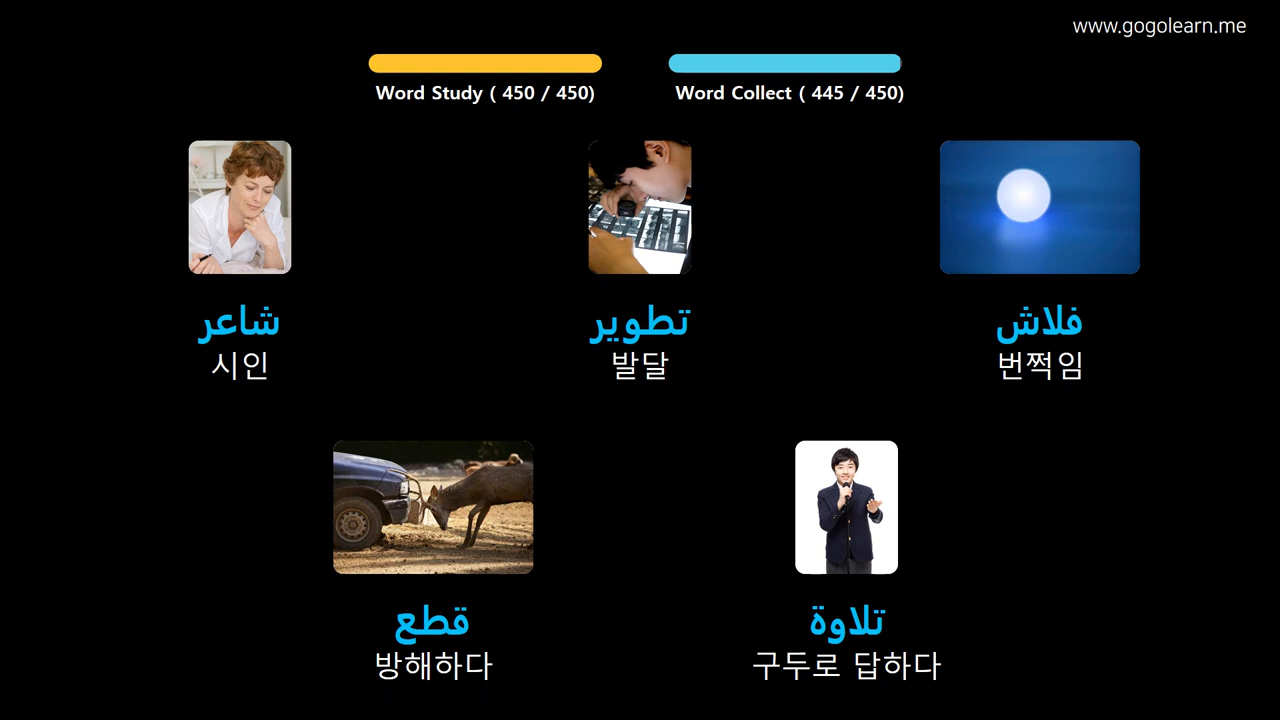 www.gogolearn.me
Word Study ( 450 / 450)
Word Collect ( 445 / 450)
شاعر
시인
تطوير
발달
فلاش
번쩍임
قطع
방해하다
تلاوة
구두로 답하다